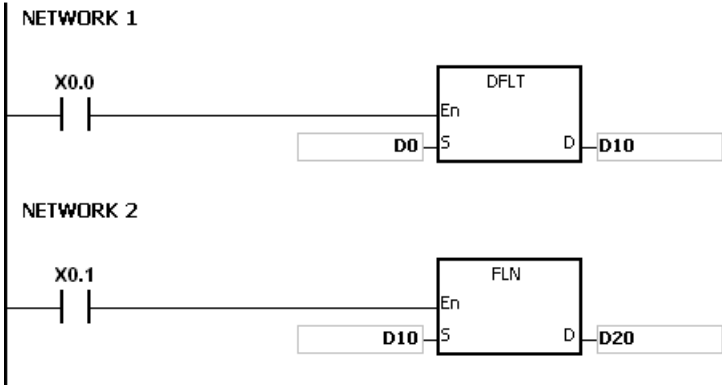 NETWORK 1
X0.0
DFLT
En
D0 S D D10
NETWORK 2
X0.1
FLN
En
D10 S D D20